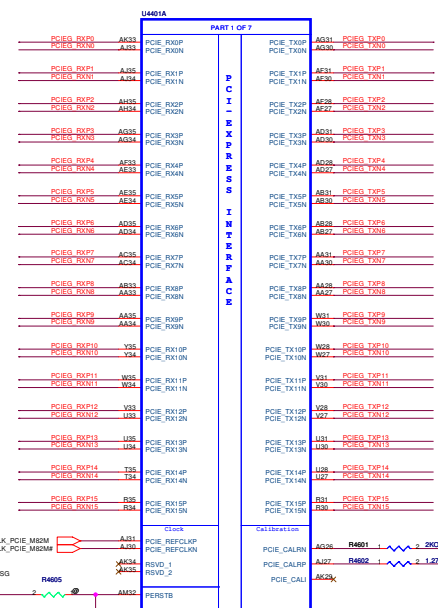 U4401A
PART 1 OF 7
PCIEG_RXP0 AK33 PCIE_RX0P PCIE_TX0P AG31 PCIEG_TXP0
PCIEG_RXN0 AJ33 PCIE_RX0N PCIE_TX0N AG30 PCIEG_TXN0
PCIEG_RXP1 AJ35 PCIE_RX1P PCIE_TX1P AF31 PCIEG_TXP1
PCIEG_RXN1 AJ34 PCIE_RX1N PCIE_TX1N AF30 PCIEG_TXN1
PCIEG_RXP2 AH35 PCIE_RX2P PCIE_TX2P AF28 PCIEG_TXP2
PCIEG_RXN2 AH34 PCIE_RX2N PCIE_TX2N AF27 PCIEG_TXN2
PCIEG_RXP3 AG35 PCIE_RX3P PCIE_TX3P AD31 PCIEG_TXP3
PCIEG_RXN3 AG34 PCIE_RX3N PCIE_TX3N AD30 PCIEG_TXN3
PCIEG_RXP4 AF33 PCIE_RX4P PCIE_TX4P AD28 PCIEG_TXP4
PCIEG_RXN4 AE33 PCIE_RX4N PCIE_TX4N AD27 PCIEG_TXN4
PCIEG_RXP5 AE35 PCIE_RX5P PCIE_TX5P AB31 PCIEG_TXP5
PCIEG_RXN5 AE34 PCIE_RX5N PCIE_TX5N AB30 PCIEG_TXN5
PCIEG_RXP6 AD35 PCIE_RX6P PCIE_TX6P AB28 PCIEG_TXP6
PCIEG_RXN6 AD34 PCIE_RX6N PCIE_TX6N AB27 PCIEG_TXN6
PCIEG_RXP7 AC35 PCIE_RX7P PCIE_TX7P AA31 PCIEG_TXP7
PCIEG_RXN7 AC34 PCIE_RX7N PCIE_TX7N AA30 PCIEG_TXN7
PCIEG_RXP8 AB33 PCIE_RX8P PCIE_TX8P AA28 PCIEG_TXP8
PCIEG_RXN8 AA33 PCIE_RX8N PCIE_TX8N AA27 PCIEG_TXN8
PCIEG_RXP9 AA35 PCIE_RX9P PCIE_TX9P W31 PCIEG_TXP9
PCIEG_RXN9 AA34 PCIE_RX9N PCIE_TX9N W30 PCIEG_TXN9
PCIEG_RXP10 Y35 PCIE_RX10P PCIE_TX10P W28 PCIEG_TXP10
PCIEG_RXN10 Y34 PCIE_RX10N PCIE_TX10N W27 PCIEG_TXN10
PCIEG_RXP11 W35 PCIE_RX11P PCIE_TX11P V31 PCIEG_TXP11
PCIEG_RXN11 W34 PCIE_RX11N PCIE_TX11N V30 PCIEG_TXN11
PCIEG_RXP12 V33 PCIE_RX12P PCIE_TX12P V28 PCIEG_TXP12
PCIEG_RXN12 U33 PCIE_RX12N PCIE_TX12N V27 PCIEG_TXN12
PCIEG_RXP13 U35 PCIE_RX13P PCIE_TX13P U31 PCIEG_TXP13
PCIEG_RXN13 U34 PCIE_RX13N PCIE_TX13N U30 PCIEG_TXN13
PCIEG_RXP14 T35 PCIE_RX14P PCIE_TX14P U28 PCIEG_TXP14
PCIEG_RXN14 T34 PCIE_RX14N PCIE_TX14N U27 PCIEG_TXN14
PCIEG_RXP15 R35 PCIE_RX15P PCIE_TX15P R31 PCIEG_TXP15
PCIEG_RXN15 R34 PCIE_RX15N PCIE_TX15N R30 PCIEG_TXN15
PCI-EXPRESS INTERFACE
Clock Calibration
LK_PCIE_M82M AJ31 PCIE_REFCLKP
LK_PCIE_M82M# AJ30 PCIE_REFCLKN
PCIE_CALRN AG26 R4601 1 2 2K
AK34 RSVD_1
AK35 RSVD_2
PCIE_CALRP AJ27 R4602 1 2 1.27
PCIE_CALI AK29
SG
R4605
2 1 @ AM32 PERSTB